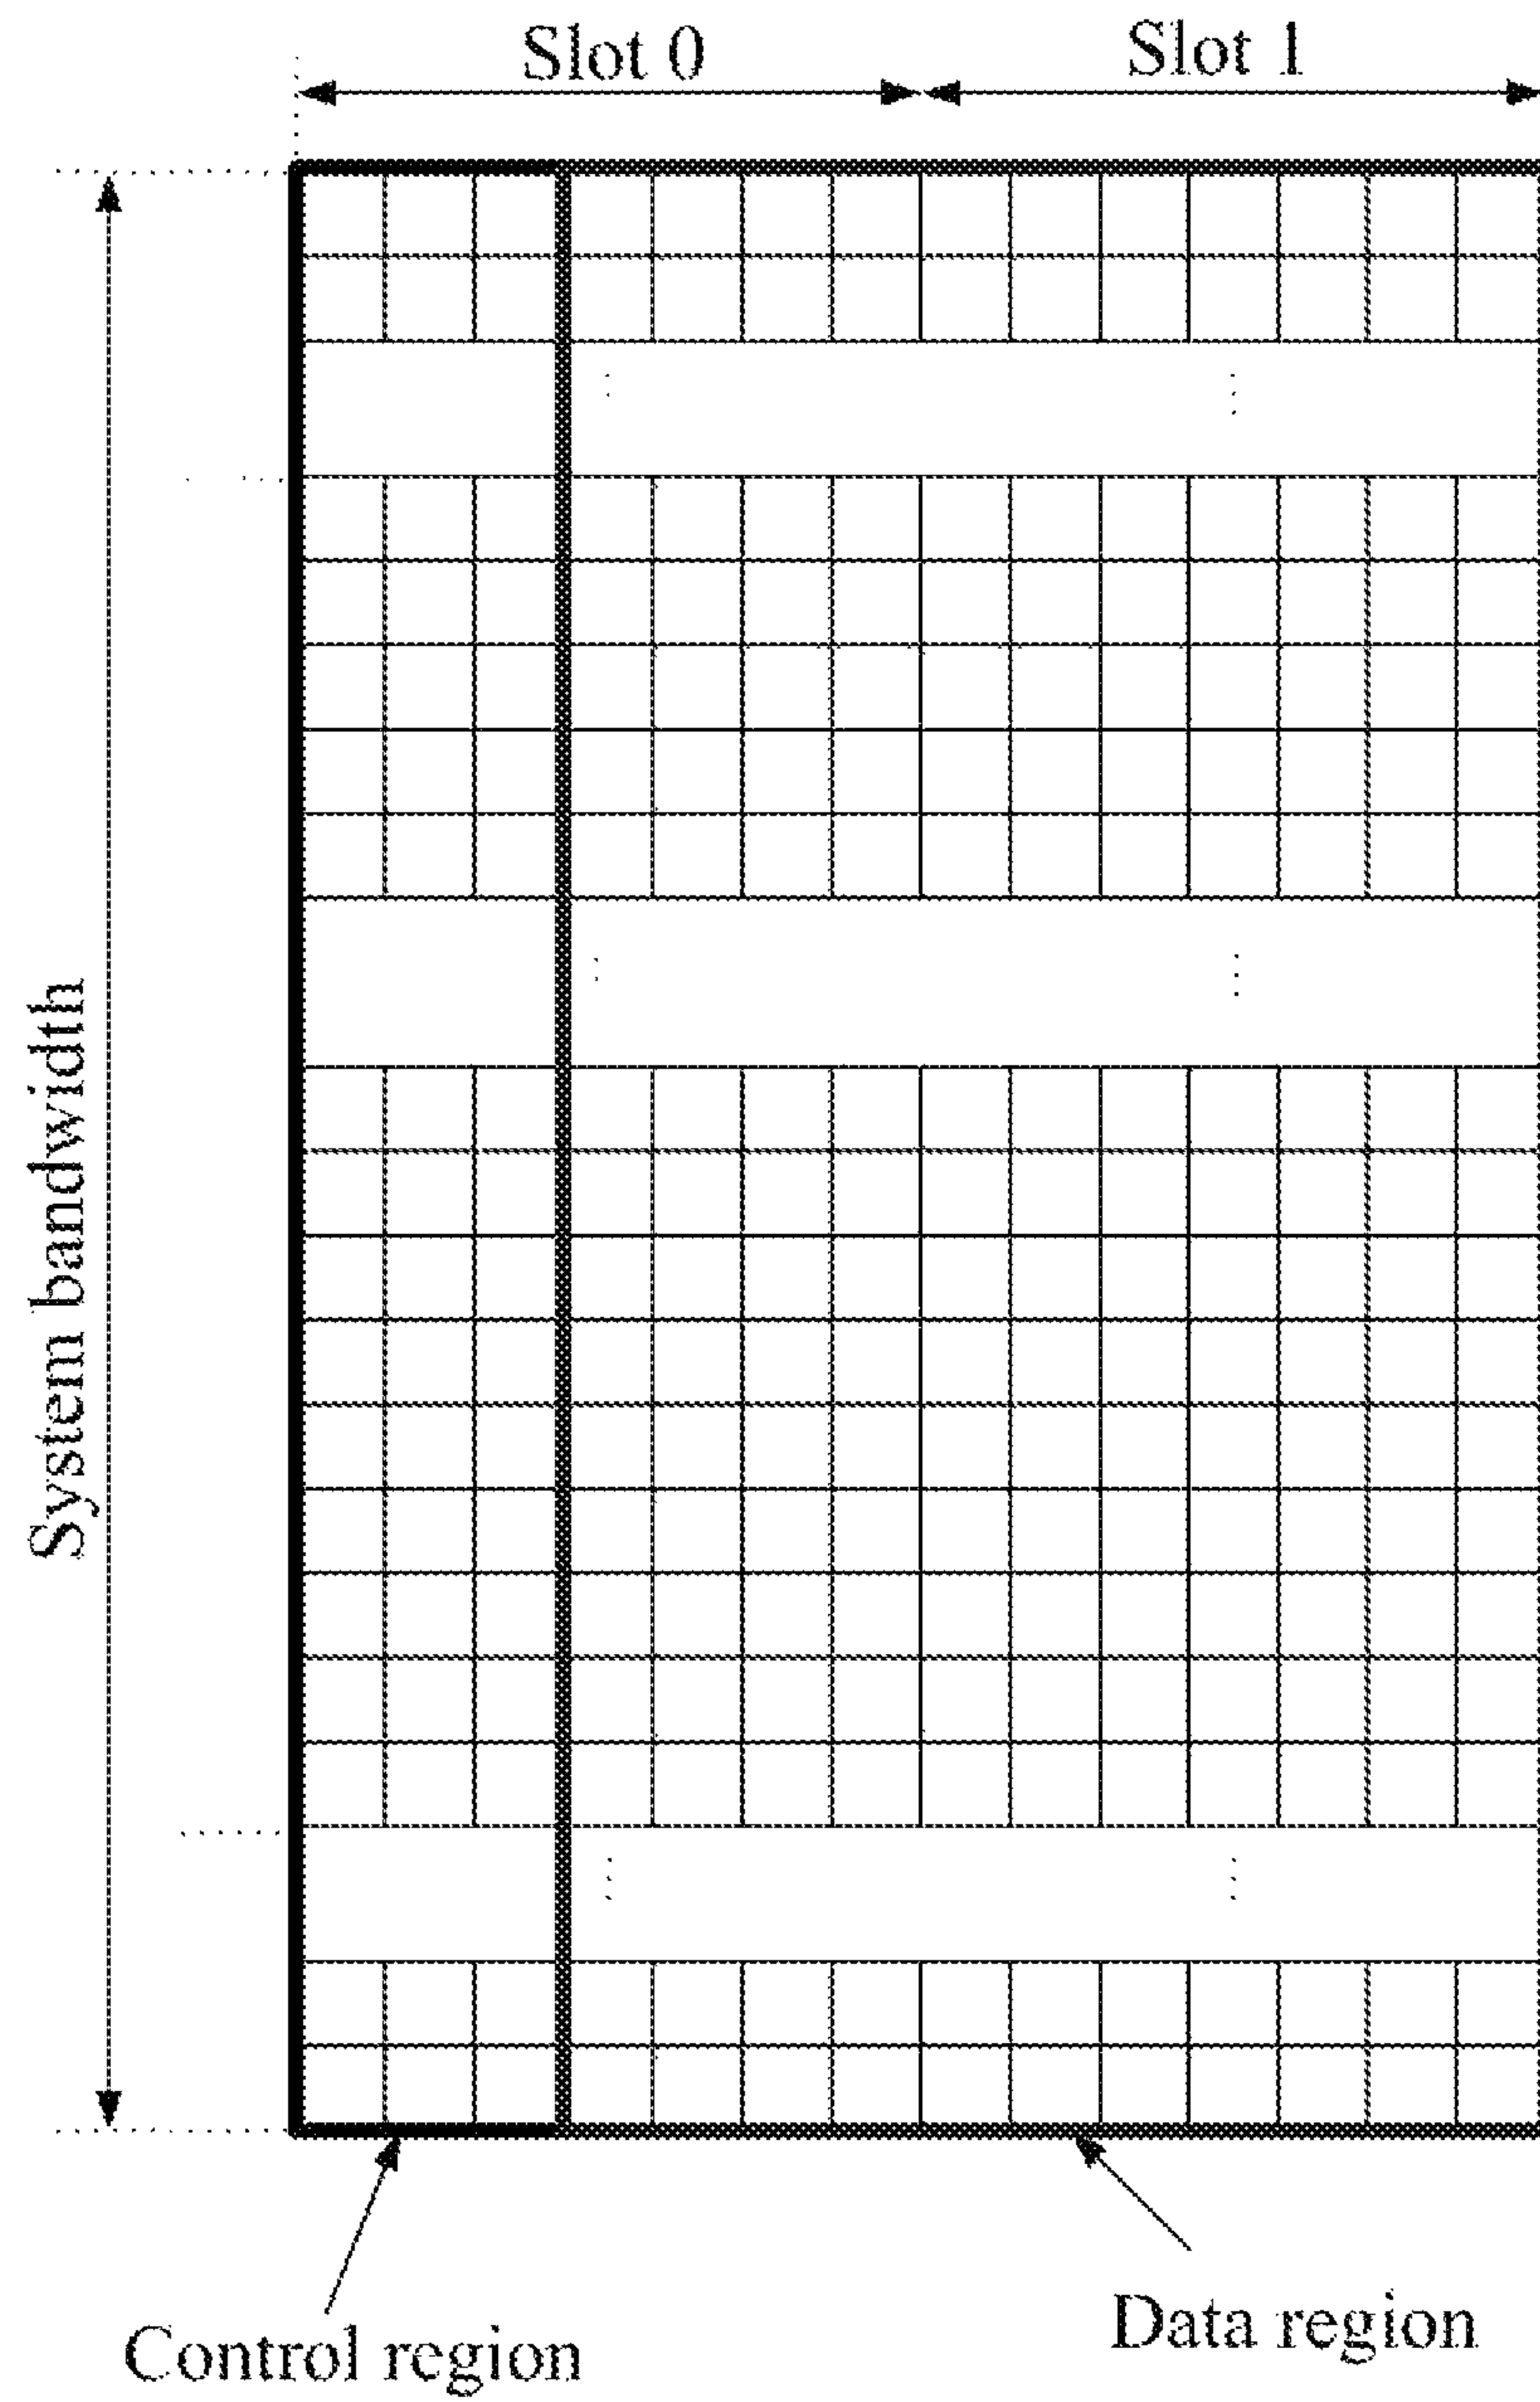 Slot 0
Slot 1
System bandwidth
Control region
Data region